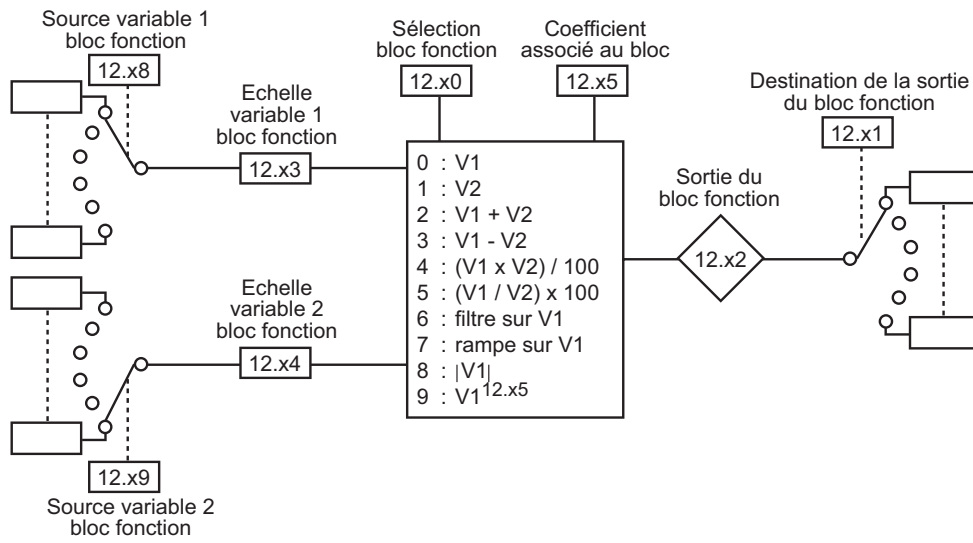 Source variable 1
bloc fonction
12.x8
Echelle
variable 1
bloc fonction
12.x3
Sélection
bloc fonction
12.x0
Coefficient
associé au bloc
12.x5
Destination de la sortie
du bloc fonction
12.x1
0 : V1
1 : V2
2 : V1 + V2
3 : V1 - V2
4 : (V1 x V2) / 100
5 : (V1 / V2) x 100
6 : filtre sur V1
7 : rampe sur V1
8 : |V1|
9 : V1^12.x5
Sortie du
bloc fonction
12.x2
Echelle
variable 2
bloc fonction
12.x4
12.x9
Source variable 2
bloc fonction